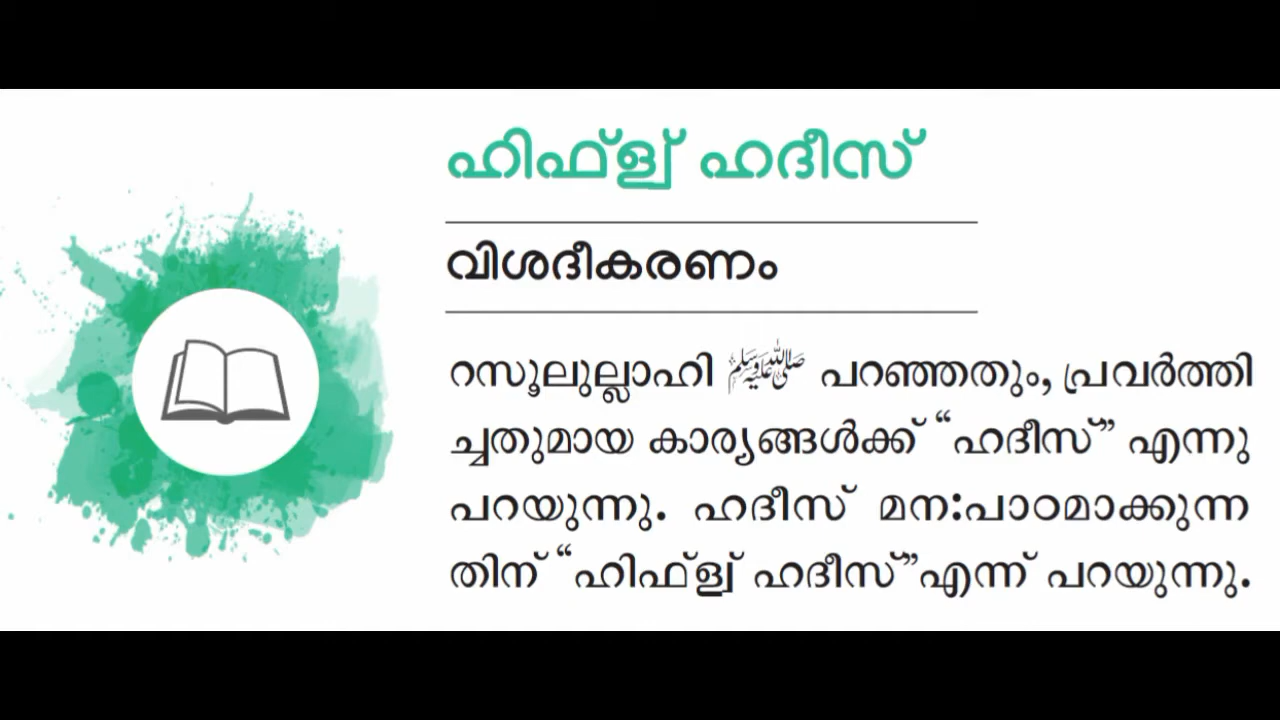 ഹിഫ്ള്വ് ഹദീസ്
വിശദീകരണം
റസൂലുല്ലാഹി ﷺ പറഞ്ഞതും, പ്രവർത്തി
ച്ചതുമായ കാര്യങ്ങൾക്ക് “ഹദീസ്” എന്നു
പറയുന്നു. ഹദീസ് മന:പാഠമാക്കുന്ന
തിന് “ഹിഫ്ള്വ് ഹദീസ്”എന്ന് പറയുന്നു.